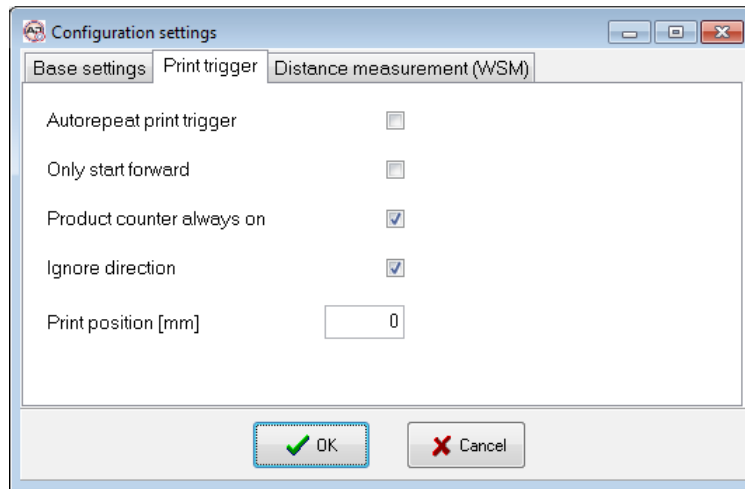 Configuration settings
Base settings Print trigger Distance measurement (WSM)
Autorepeat print trigger
Only start forward
Product counter always on
Ignore direction
Print position [mm] 0
OK Cancel